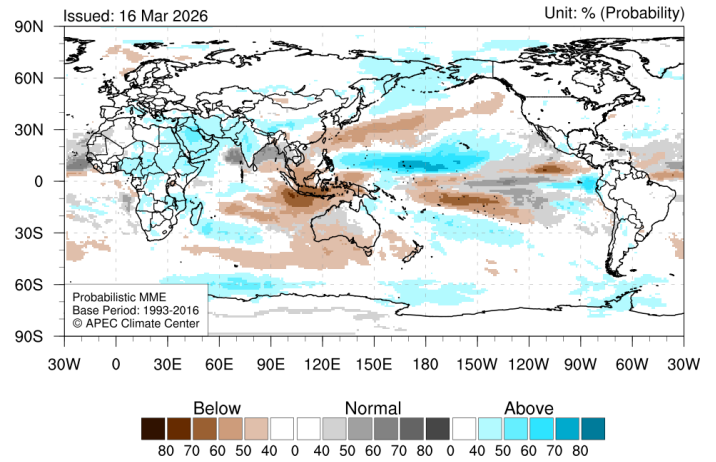 Issued: 16 Mar 2026
Unit: % (Probability)
90N
60N
30N
0
30S
60S
90S
Probabilistic MME
Base Period: 1993-2016
© APEC Climate Center
30W 0 30E 60E 90E 120E 150E 180 150W 120W 90W 60W 30W
Below Normal Above
80 70 60 50 40 0 40 50 60 70 80 0 40 50 60 70 80